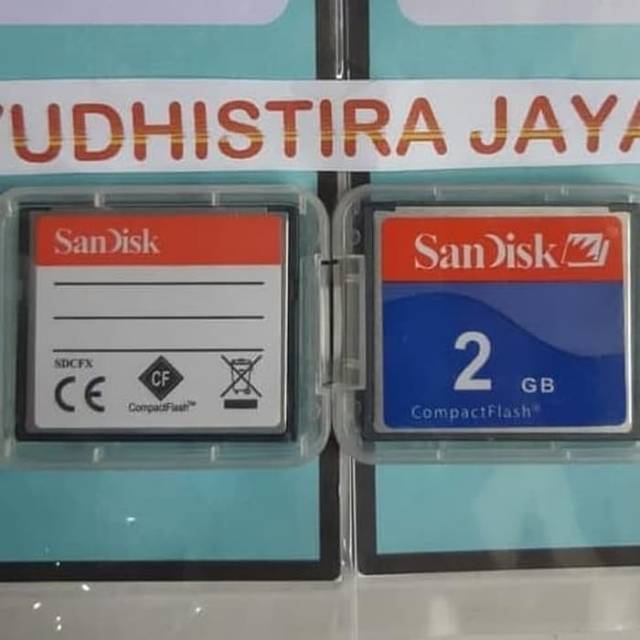 YUDHISTIRA JAYA
SanDisk
SDCFX
CE
CF
CompactFlash™
SanDisk
2 GB
CompactFlash®